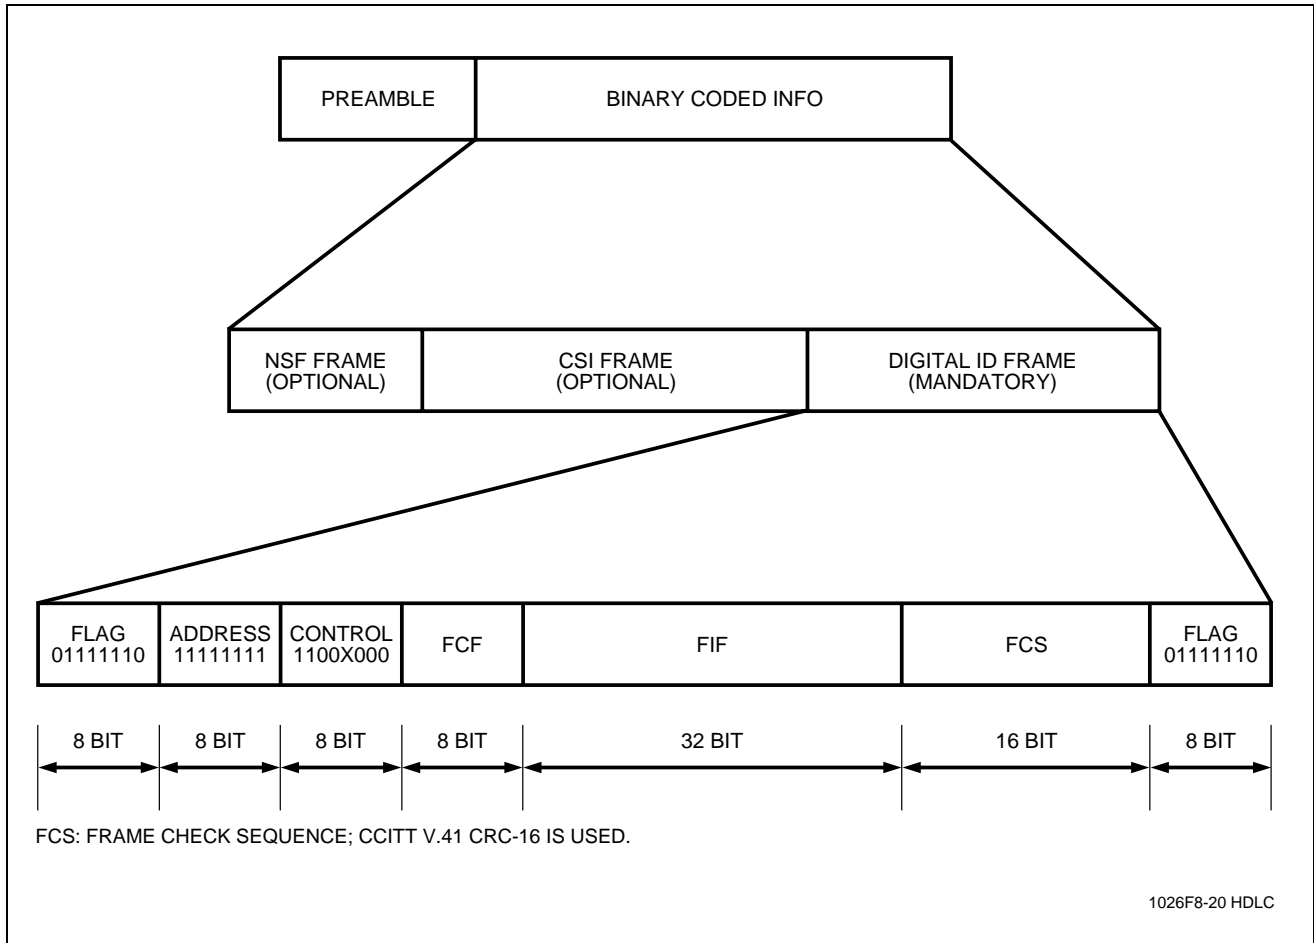 PREAMBLE
BINARY CODED INFO
NSF FRAME
(OPTIONAL)
CSI FRAME
(OPTIONAL)
DIGITAL ID FRAME
(MANDATORY)
FLAG
01111110
ADDRESS
11111111
CONTROL
1100X000
FCF
FIF
FCS
FLAG
01111110
8 BIT
8 BIT
8 BIT
8 BIT
32 BIT
16 BIT
8 BIT
FCS: FRAME CHECK SEQUENCE; CCITT V.41 CRC-16 IS USED.
1026F8-20 HDLC